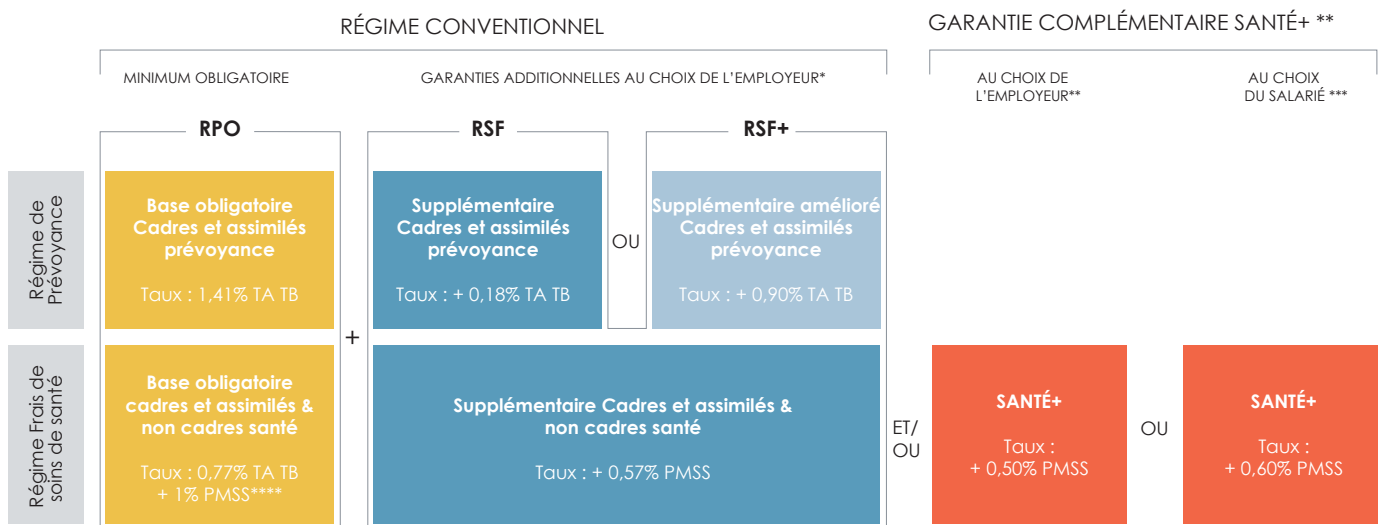 RÉGIME CONVENTIONNEL
GARANTIE COMPLÉMENTAIRE SANTÉ+ **
MINIMUM OBLIGATOIRE
GARANTIES ADDITIONNELLES AU CHOIX DE L'EMPLOYEUR*
AU CHOIX DE
L'EMPLOYEUR**
AU CHOIX
DU SALARIÉ ***
RPO
RSF
RSF+
Régime de
Prévoyance
Base obligatoire
Cadres et assimilés
prévoyance
Taux : 1,41% TA TB
+
Supplémentaire
Cadres et assimilés
prévoyance
Taux : + 0,18% TA TB
OU
Supplémentaire amélioré
Cadres et assimilés
prévoyance
Taux : + 0,90% TA TB
Régime Frais de
soins de santé
Base obligatoire
cadres et assimilés &
non cadres santé
Taux : 0,77% TA TB
+ 1% PMSS****
Supplémentaire Cadres et assimilés &
non cadres santé
Taux : + 0,57% PMSS
ET/
OU
SANTÉ+
Taux :
+ 0,50% PMSS
OU
SANTÉ+
Taux :
+ 0,60% PMSS